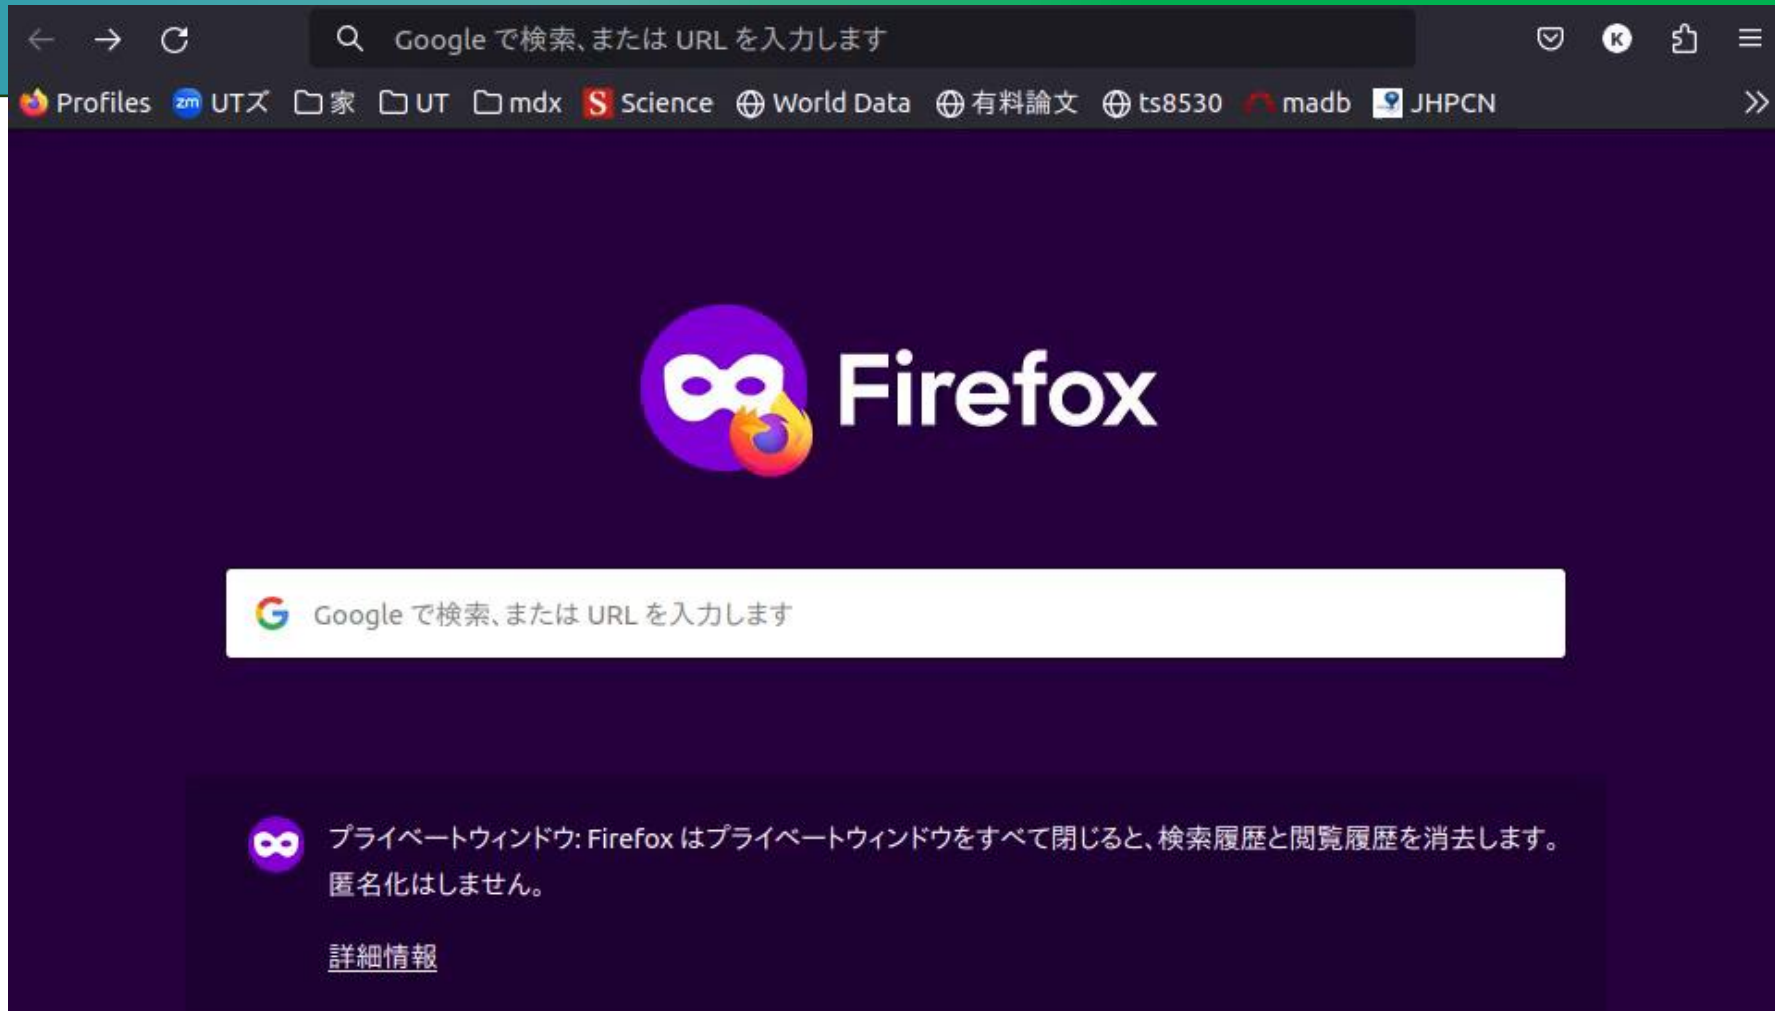 Google で検索、または URL を入力します
K
Profiles zm UTズ 家 UT mdx S Science World Data 有料論文 ts8530 madb JHPCN
Firefox
G Google で検索、または URL を入力します
プライベートウィンドウ: Firefox はプライベートウィンドウをすべて閉じると、検索履歴と閲覧履歴を消去します。
匿名化はしません。
詳細情報